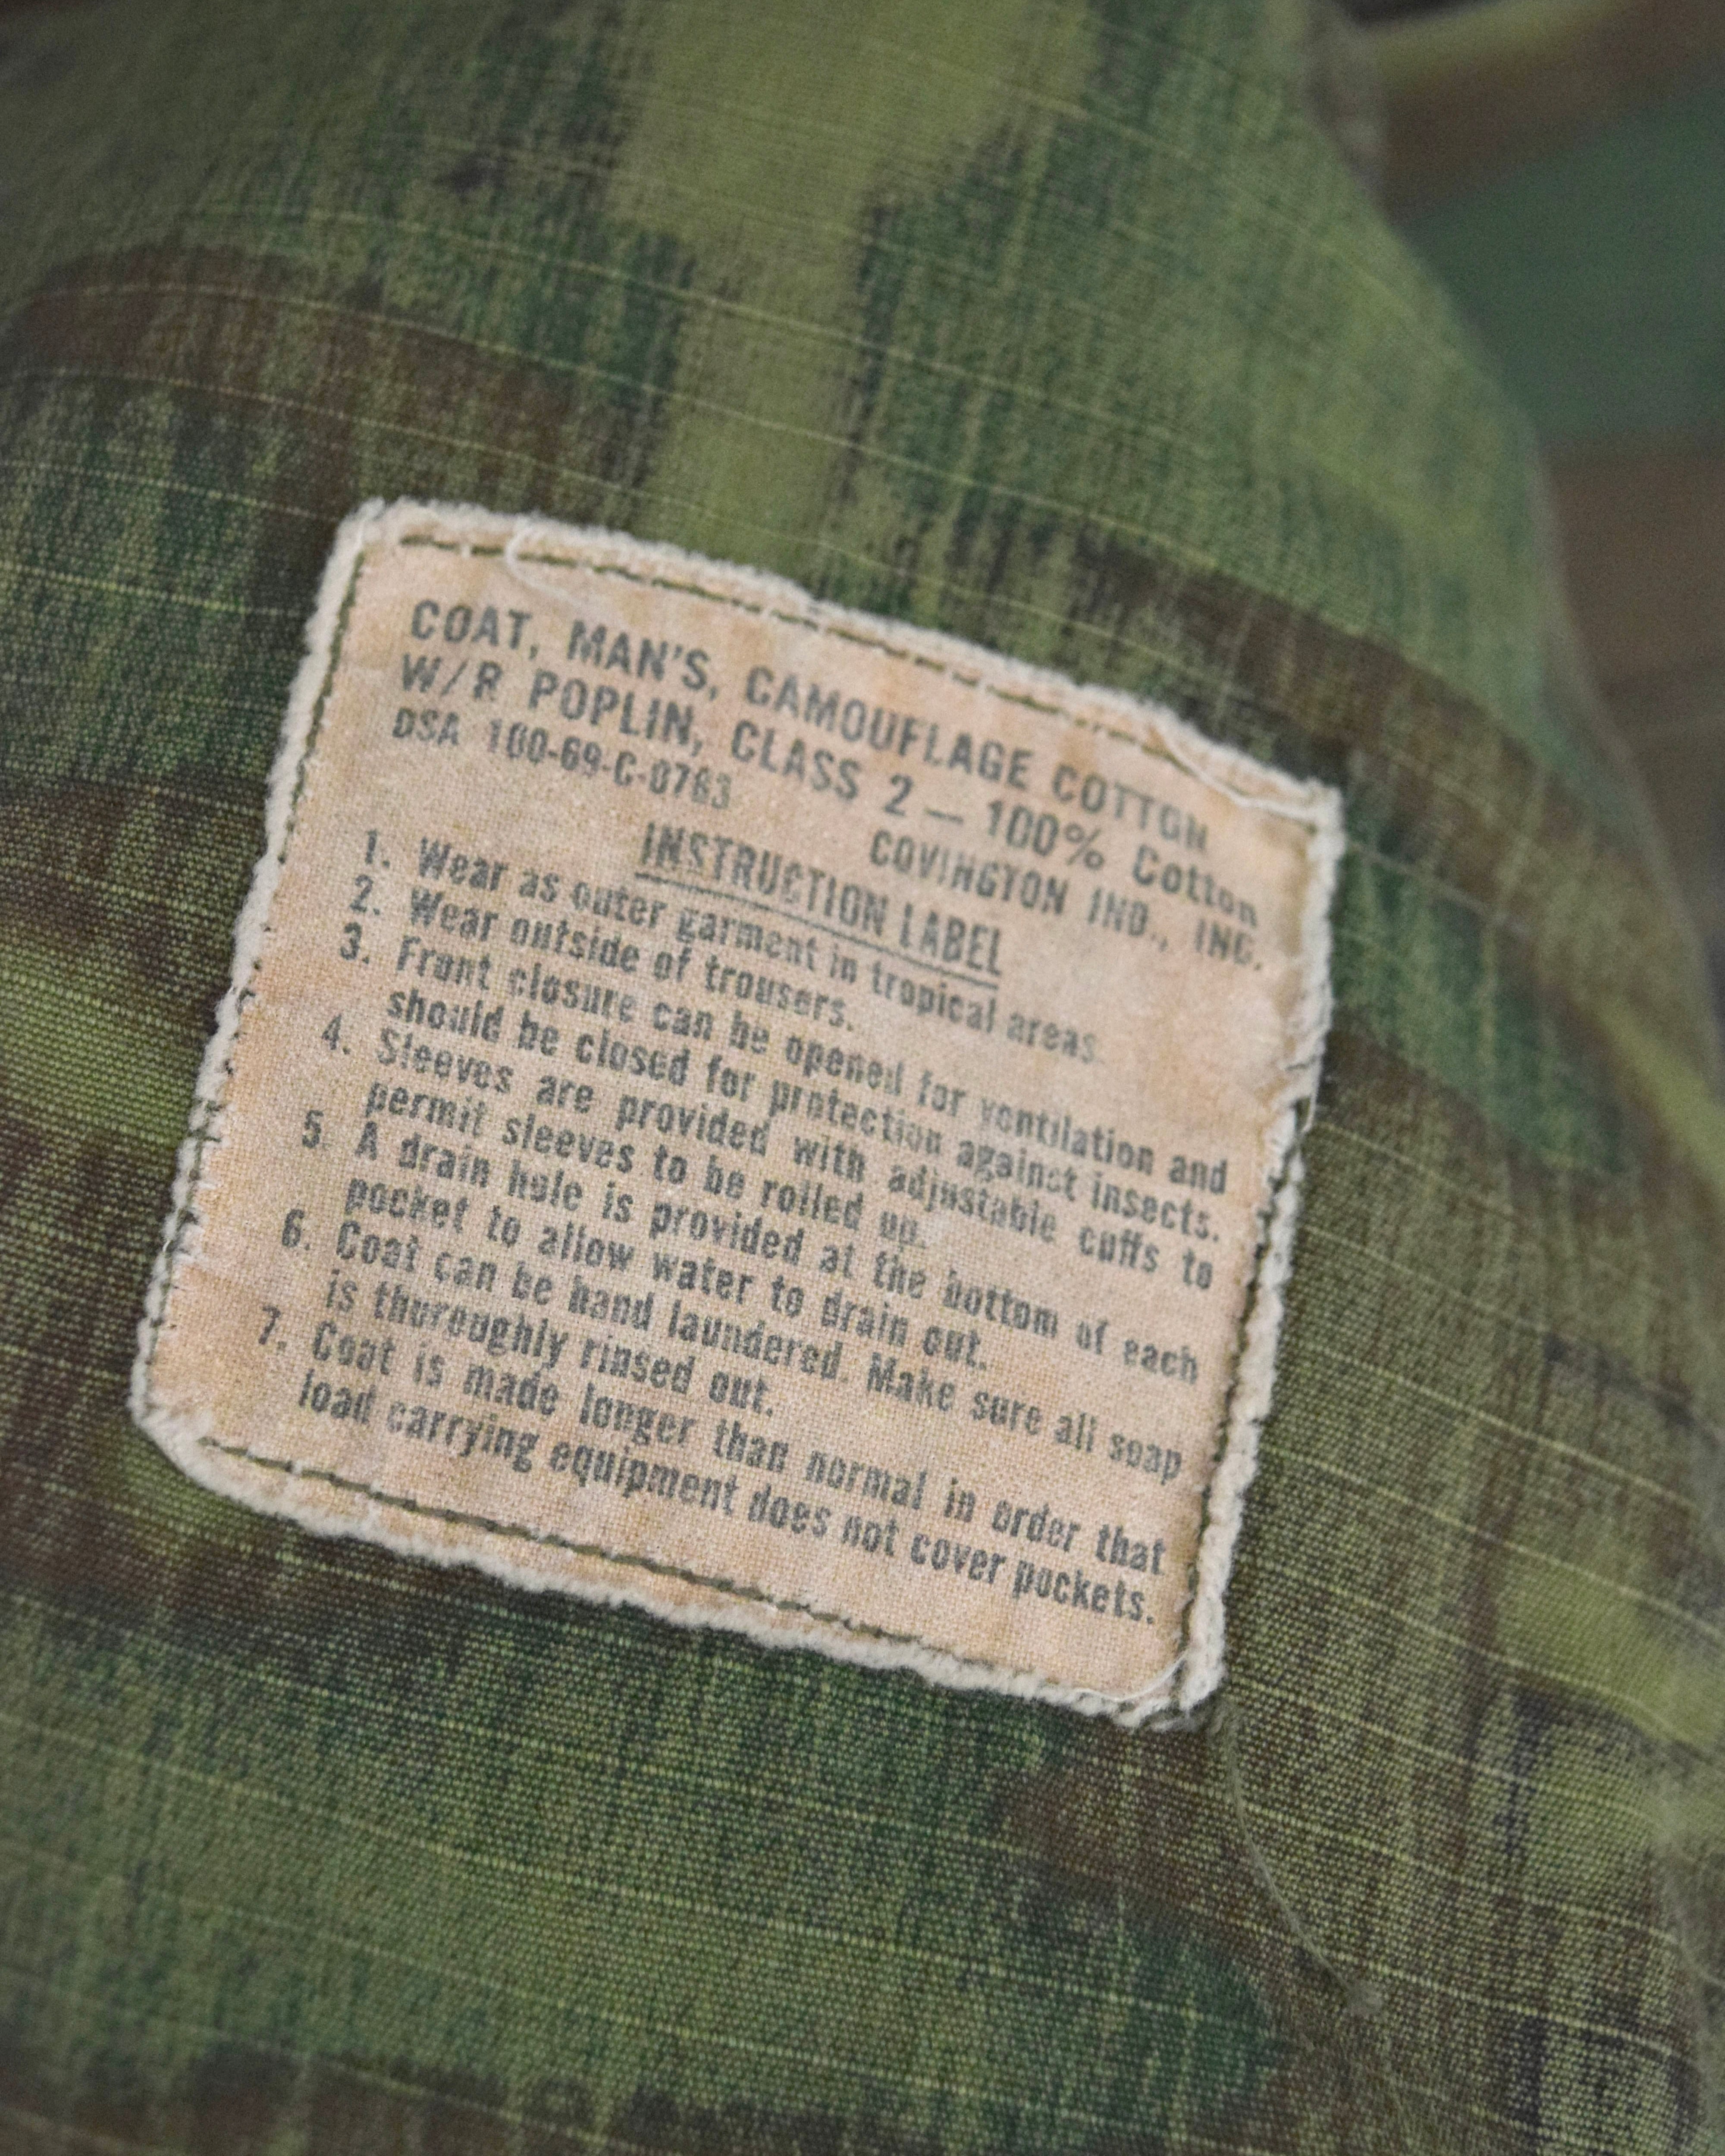 COAT, MAN'S, CAMOUFLAGE COTTON
W/R POPLIN, CLASS 2 — 100% Cotton
DSA 100-69-C-0763 COVINGTON IND., INC.
INSTRUCTION LABEL
1. Wear as outer garment in tropical areas.
2. Wear outside of trousers.
3. Front closure can be opened for ventilation and
should be closed for protection against insects.
4. Sleeves are provided with adjustable cuffs to
permit sleeves to be rolled up.
5. A drain hole is provided at the bottom of each
pocket to allow water to drain out.
6. Coat can be hand laundered. Make sure all soap
is thoroughly rinsed out.
7. Coat is made longer than normal in order that
load carrying equipment does not cover pockets.